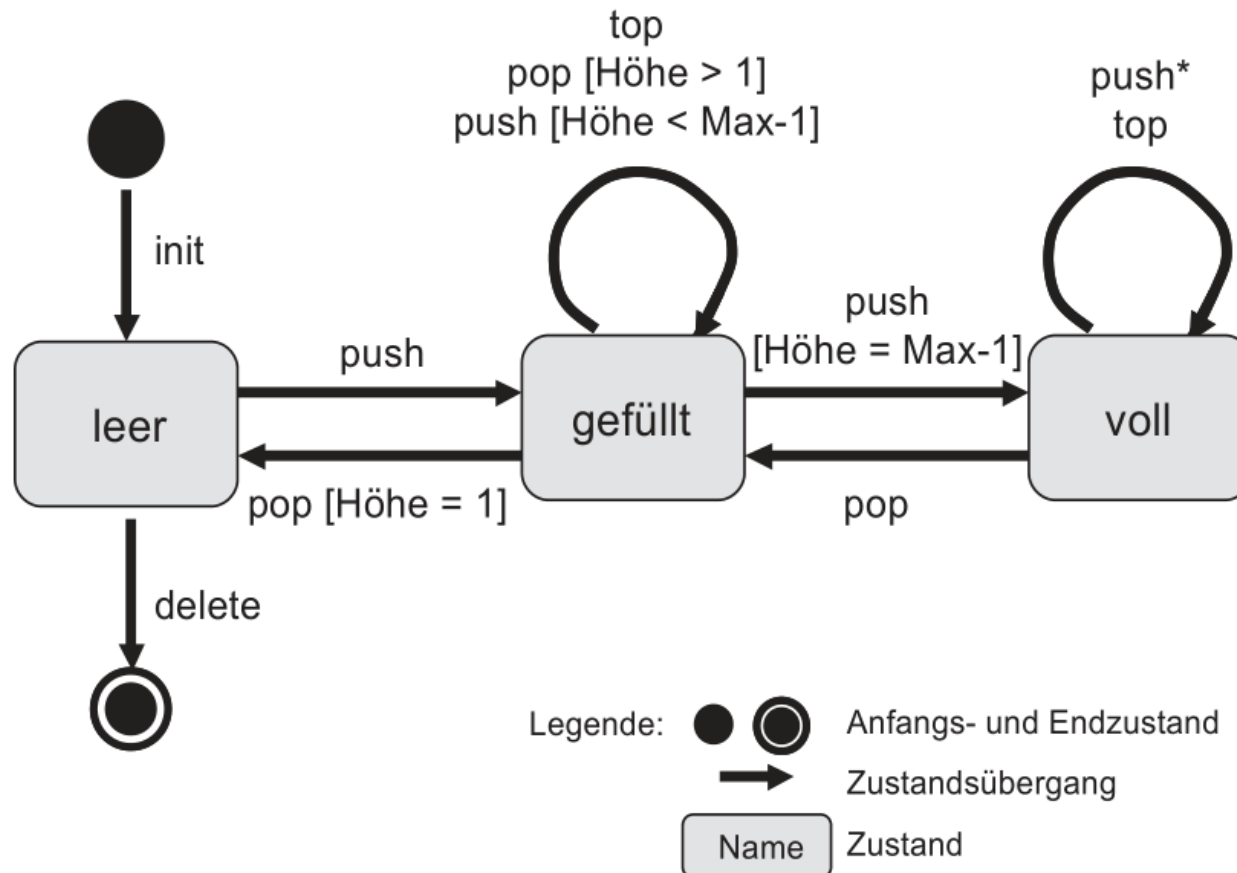 top
pop [Höhe > 1]
push [Höhe < Max-1]
push*
top
init
push
push
[Höhe = Max-1]
leer
gefüllt
voll
pop [Höhe = 1]
pop
delete
Legende:
Anfangs- und Endzustand
Zustandsübergang
Name
Zustand